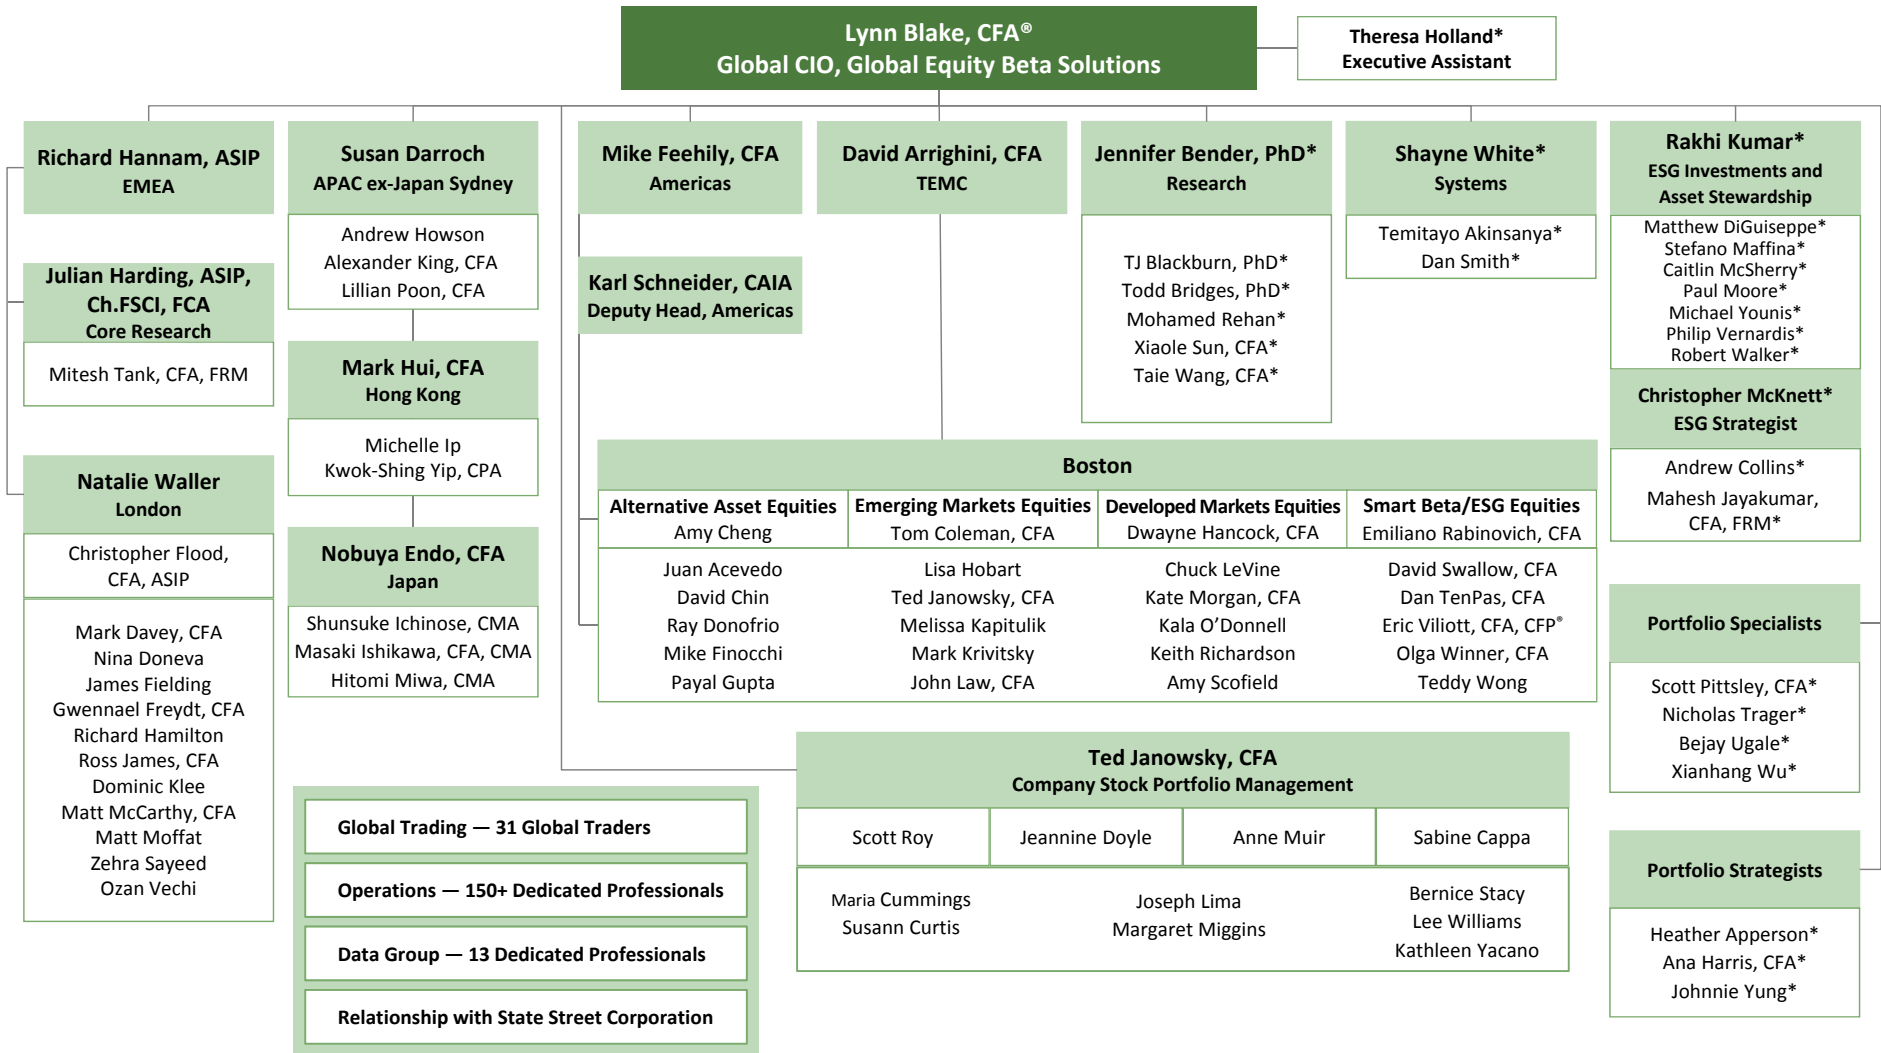 Lynn Blake, CFA®
Global CIO, Global Equity Beta Solutions
Theresa Holland*
Executive Assistant
Richard Hannam, ASIP
EMEA
Julian Harding, ASIP,
Ch.FSCI, FCA
Core Research
Mitesh Tank, CFA, FRM
Natalie Waller
London
Christopher Flood,
CFA, ASIP
Mark Davey, CFA
Nina Doneva
James Fielding
Gwennael Freydt, CFA
Richard Hamilton
Ross James, CFA
Dominic Klee
Matt McCarthy, CFA
Matt Moffat
Zehra Sayeed
Ozan Vechi
Susan Darroch
APAC ex-Japan Sydney
Andrew Howson
Alexander King, CFA
Lillian Poon, CFA
Mark Hui, CFA
Hong Kong
Michelle Ip
Kwok-Shing Yip, CPA
Nobuya Endo, CFA
Japan
Shunsuke Ichinose, CMA
Masaki Ishikawa, CFA, CMA
Hitomi Miwa, CMA
Mike Feehily, CFA
Americas
Karl Schneider, CAIA
Deputy Head, Americas
David Arrighini, CFA
TEMC
Jennifer Bender, PhD*
Research
TJ Blackburn, PhD*
Todd Bridges, PhD*
Mohamed Rehan*
Xiaole Sun, CFA*
Taie Wang, CFA*
Shayne White*
Systems
Temitayo Akinsanya*
Dan Smith*
Rakhi Kumar*
ESG Investments and
Asset Stewardship
Matthew DiGuiseppe*
Stefano Maffina*
Caitlin McSherry*
Paul Moore*
Michael Younis*
Philip Vernardis*
Robert Walker*
Christopher McKnett*
ESG Strategist
Andrew Collins*
Mahesh Jayakumar,
CFA, FRM*
Boston
Alternative Asset Equities
Amy Cheng
Juan Acevedo
David Chin
Ray Donofrio
Mike Finocchi
Payal Gupta
Emerging Markets Equities
Tom Coleman, CFA
Lisa Hobart
Ted Janowsky, CFA
Melissa Kapitulik
Mark Krivitsky
John Law, CFA
Developed Markets Equities
Dwayne Hancock, CFA
Chuck LeVine
Kate Morgan, CFA
Kala O’Donnell
Keith Richardson
Amy Scofield
Smart Beta/ESG Equities
Emiliano Rabinovich, CFA
David Swallow, CFA
Dan TenPas, CFA
Eric Viliott, CFA, CFP®
Olga Winner, CFA
Teddy Wong
Portfolio Specialists
Scott Pittsley, CFA*
Nicholas Trager*
Bejay Ugale*
Xianhang Wu*
Ted Janowsky, CFA
Company Stock Portfolio Management
Scott Roy
Jeannine Doyle
Anne Muir
Sabine Cappa
Maria Cummings
Susann Curtis
Joseph Lima
Margaret Miggins
Bernice Stacy
Lee Williams
Kathleen Yacano
Portfolio Strategists
Heather Apperson*
Ana Harris, CFA*
Johnnie Yung*
Global Trading — 31 Global Traders
Operations — 150+ Dedicated Professionals
Data Group — 13 Dedicated Professionals
Relationship with State Street Corporation